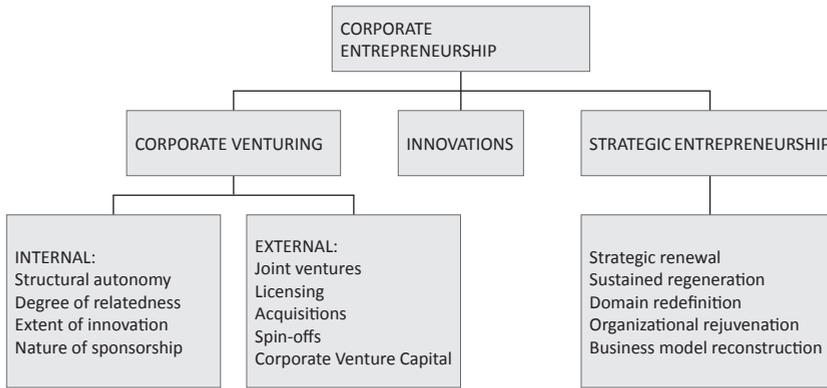 CORPORATE
ENTREPRENEURSHIP
CORPORATE VENTURING
INNOVATIONS
STRATEGIC ENTREPRENEURSHIP
INTERNAL:
Structural autonomy
Degree of relatedness
Extent of innovation
Nature of sponsorship
EXTERNAL:
Joint ventures
Licensing
Acquisitions
Spin-offs
Corporate Venture Capital
Strategic renewal
Sustained regeneration
Domain redefinition
Organizational rejuvenation
Business model reconstruction